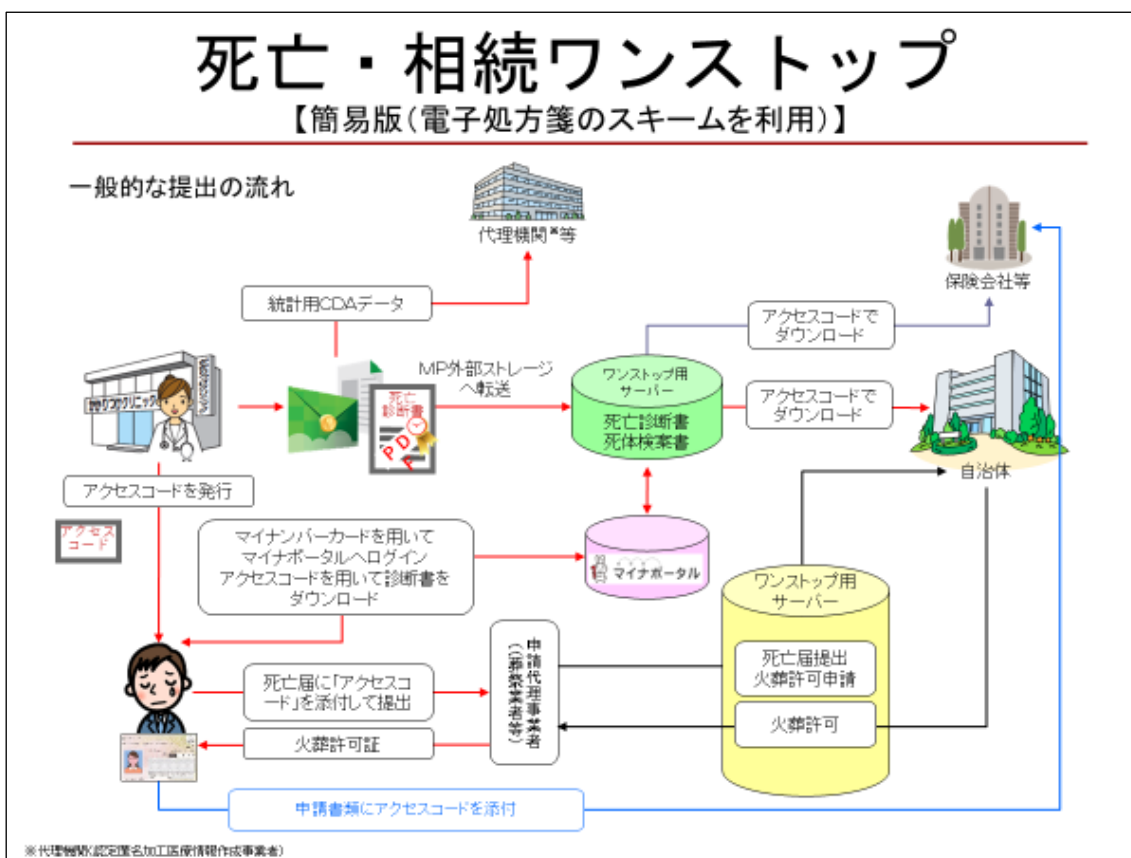 死亡・相続ワンストップ
【簡易版(電子処方箋のスキームを利用)】
一般的な提出の流れ
代理機関※等
保険会社等
統計用CDAデータ
アクセスコードで
ダウンロード
MP外部ストレージ
へ転送
ワンストップ用
サーバー
死亡診断書
死体検案書
かかりつけクリニック
死亡
診断書
PDF
アクセスコードで
ダウンロード
自治体
アクセスコードを発行
アクセス
コード
マイナンバーカードを用いて
マイナポータルへログイン
アクセスコードを用いて診断書を
ダウンロード
マイナポータル
ワンストップ用
サーバー
死亡届提出
火葬許可申請
火葬許可
死亡届に「アクセスコ
ード」を添付して提出
申請代理事業者
(葬祭業者等)
火葬許可証
申請書類にアクセスコードを添付
※代理機関(認定匿名加工医療情報作成事業者)